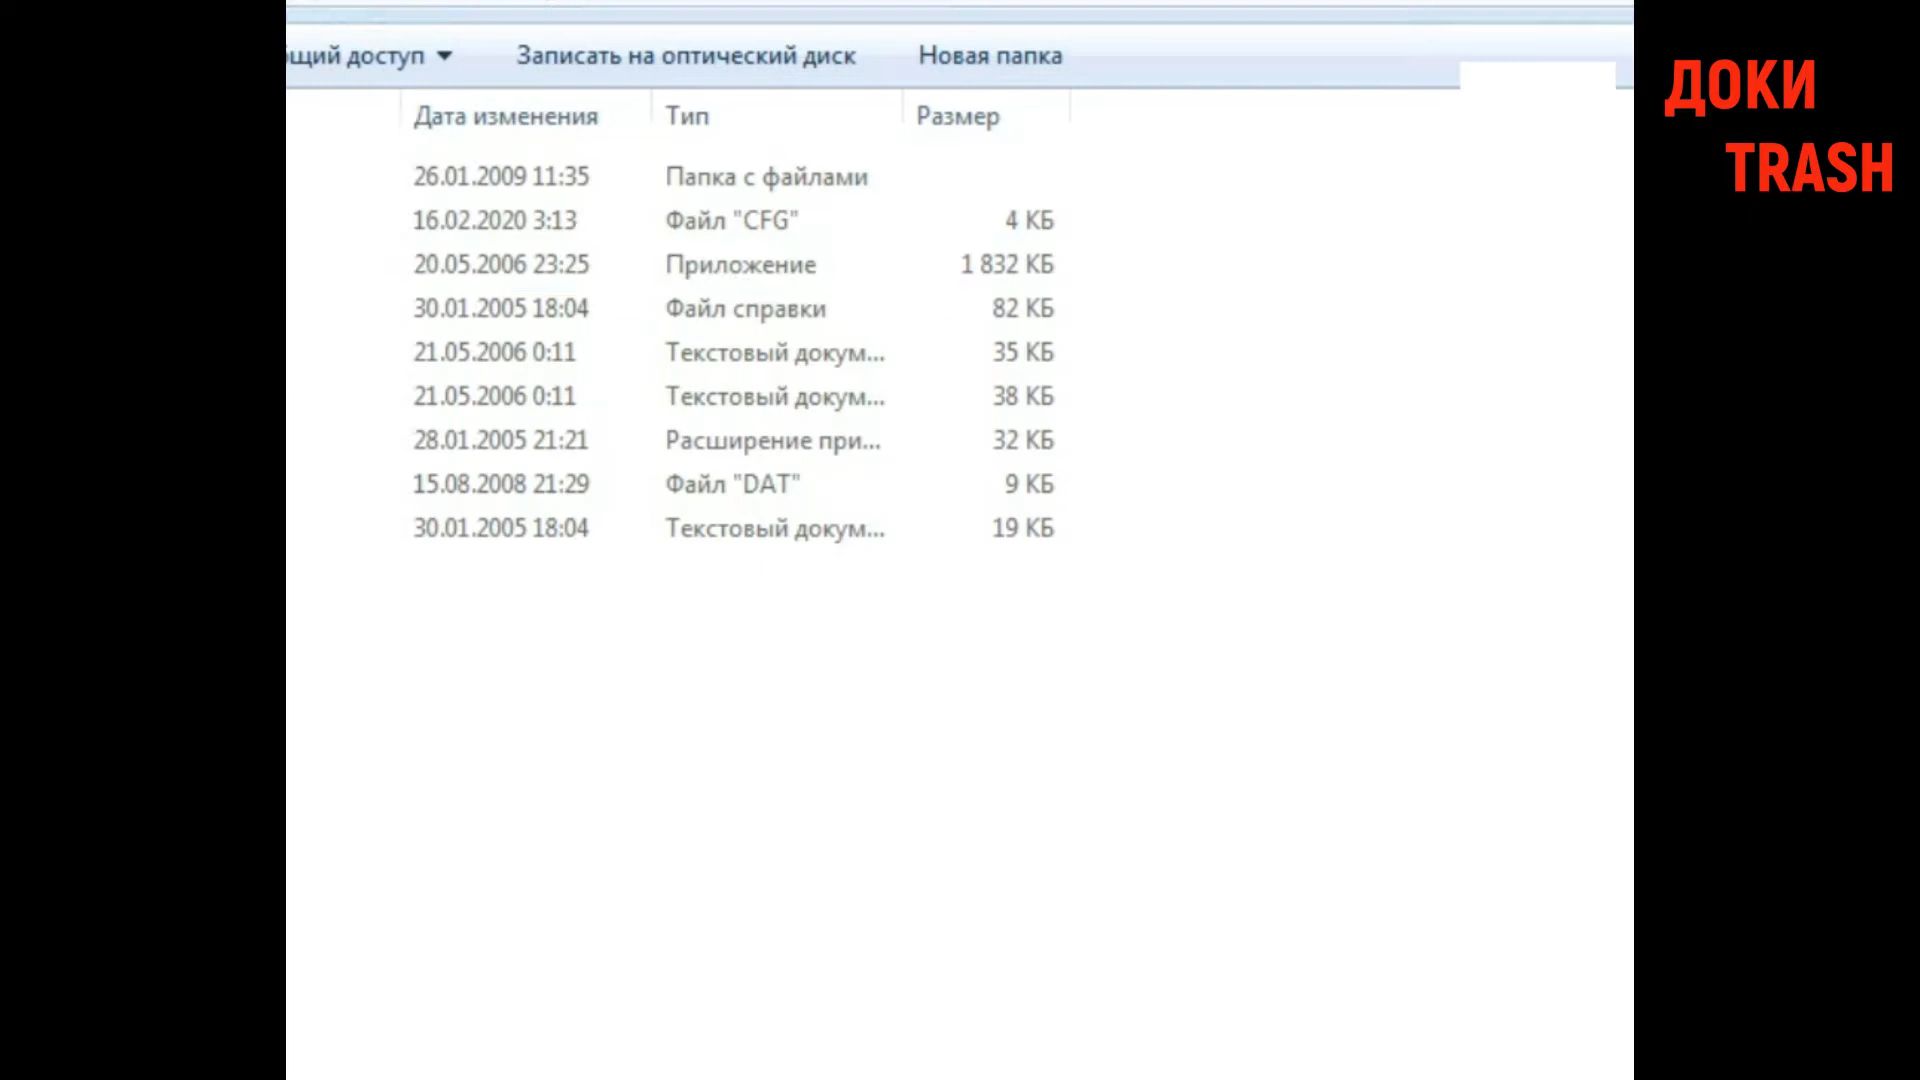 бщий доступ Записать на оптический диск Новая папка
ДОКИ
TRASH
Дата изменения Тип Размер
26.01.2009 11:35 Папка с файлами
16.02.2020 3:13 Файл "CFG" 4 КБ
20.05.2006 23:25 Приложение 1 832 КБ
30.01.2005 18:04 Файл справки 82 КБ
21.05.2006 0:11 Текстовый докум... 35 КБ
21.05.2006 0:11 Текстовый докум... 38 КБ
28.01.2005 21:21 Расширение при... 32 КБ
15.08.2008 21:29 Файл "DAT" 9 КБ
30.01.2005 18:04 Текстовый докум... 19 КБ